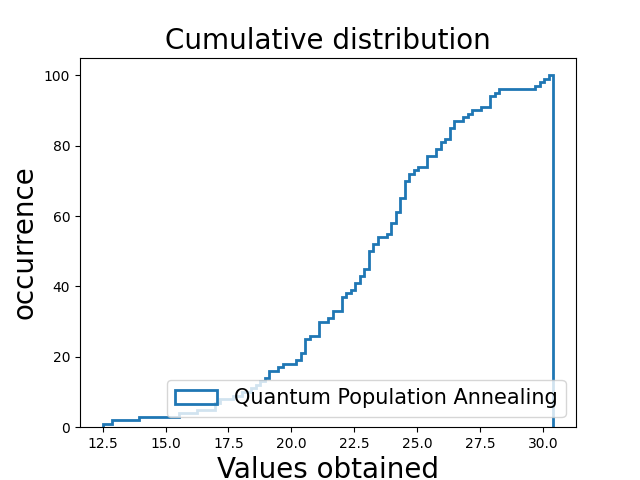 Cumulative distribution
occurrence
100
80
60
40
20
0
Quantum Population Annealing
12.5 15.0 17.5 20.0 22.5 25.0 27.5 30.0
Values obtained